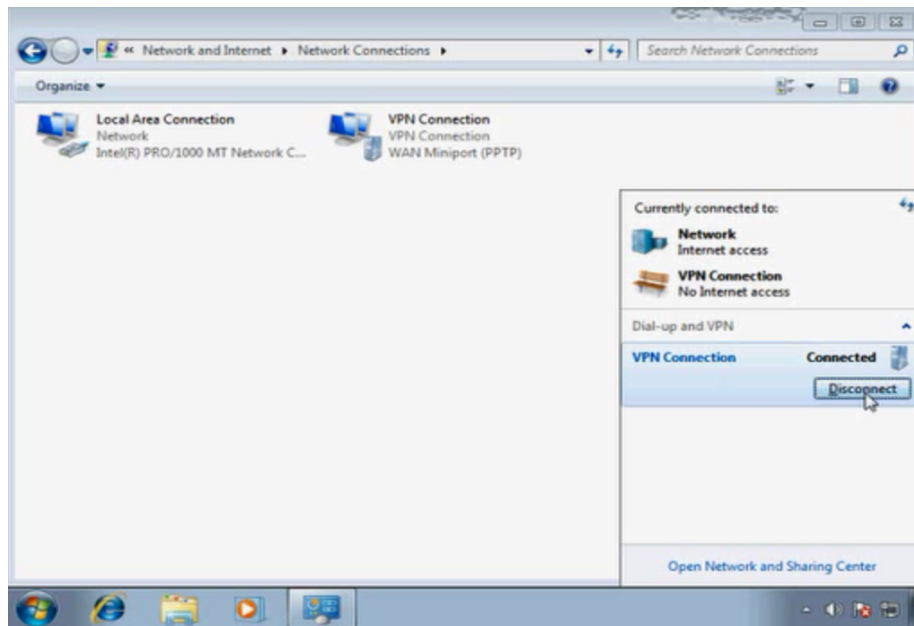 « Network and Internet ▸ Network Connections ▸
Search Network Connections
Organize
Local Area Connection
Network
Intel(R) PRO/1000 MT Network C...
VPN Connection
VPN Connection
WAN Miniport (PPTP)
Currently connected to:
Network
Internet access
VPN Connection
No Internet access
Dial-up and VPN
VPN Connection Connected
Disconnect
Open Network and Sharing Center